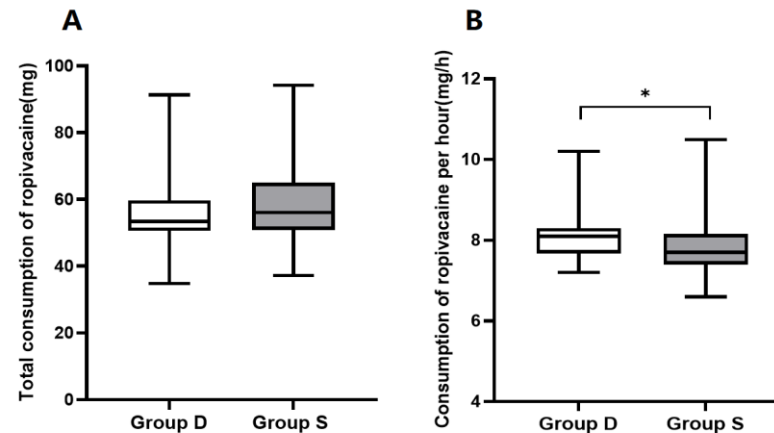 A
Total consumption of ropivacaine(mg)
100
80
60
40
20
0
Group D
Group S
B
Consumption of ropivacaine per hour(mg/h)
12
10
8
6
4
*
Group D
Group S